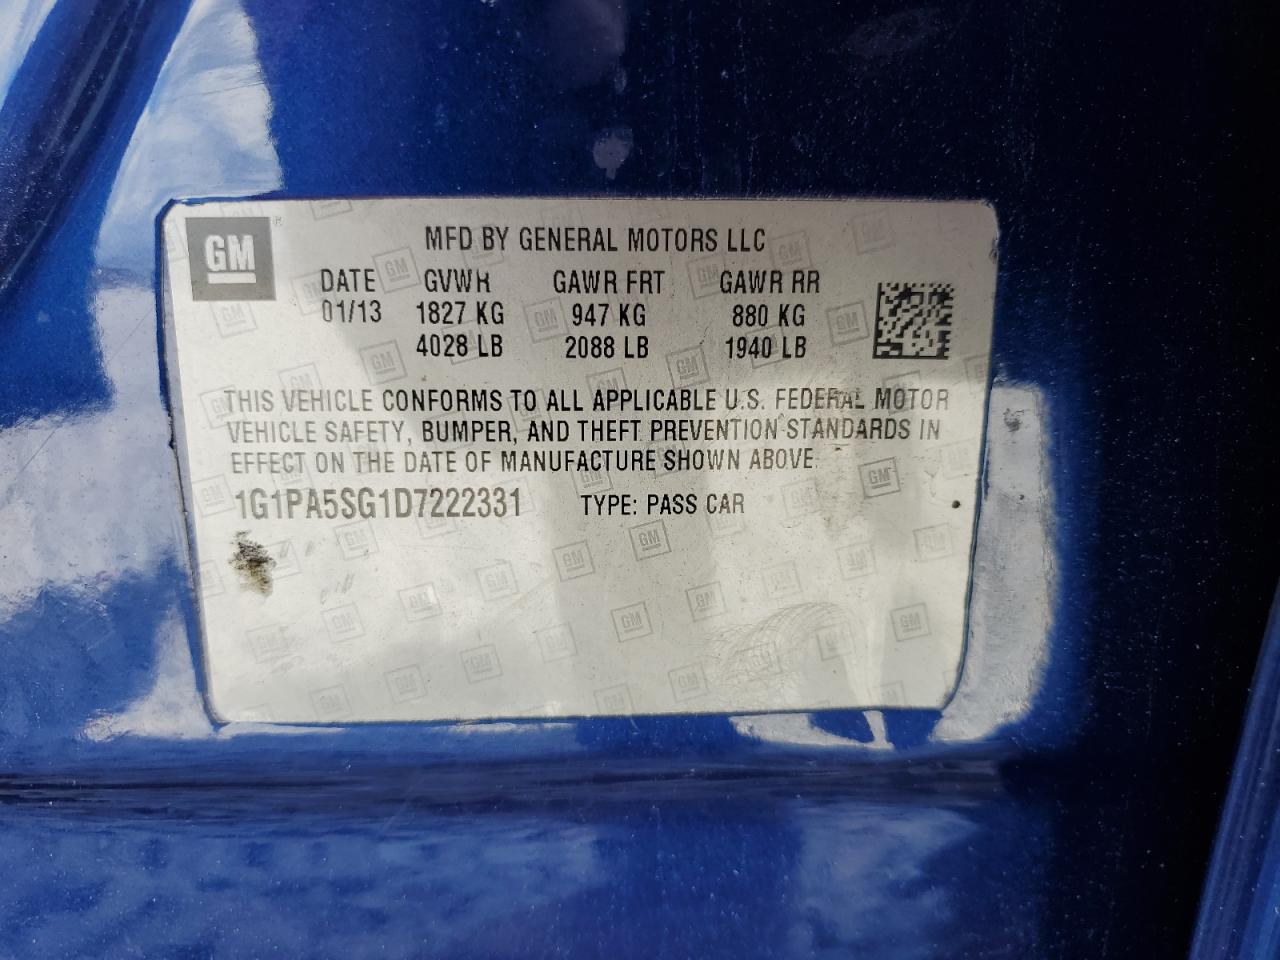 GM
MFD BY GENERAL MOTORS LLC
DATE GVWR GAWR FRT GAWR RR
01/13 1827 KG 947 KG 880 KG
4028 LB 2088 LB 1940 LB
THIS VEHICLE CONFORMS TO ALL APPLICABLE U.S. FEDERAL MOTOR
VEHICLE SAFETY, BUMPER, AND THEFT PREVENTION STANDARDS IN
EFFECT ON THE DATE OF MANUFACTURE SHOWN ABOVE.
1G1PA5SG1D7222331 TYPE: PASS CAR